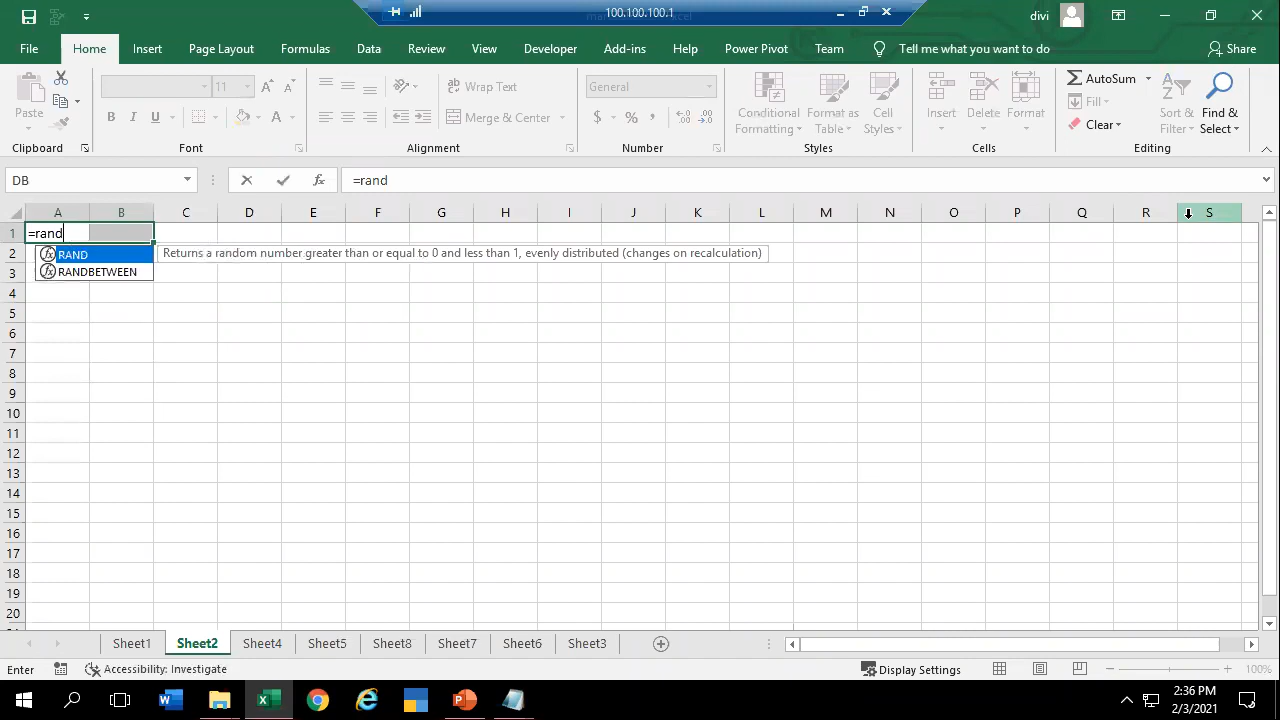 100.100.100.1
divi
File Home Insert Page Layout Formulas Data Review View Developer Add-ins Help Power Pivot Team Tell me what you want to do Share
Paste
Clipboard
11
B I U
A A
Font
Wrap Text
Merge & Center
Alignment
General
$ % ,
Number
Conditional Formatting
Format as Table
Cell Styles
Styles
Insert Delete Format
Cells
AutoSum
Fill
Clear
Sort & Filter
Find & Select
Editing
DB
fx
=rand
A B C D E F G H I J K L M N O P Q R S
1 =rand
2 RAND Returns a random number greater than or equal to 0 and less than 1, evenly distributed (changes on recalculation)
3 RANDBETWEEN
4
5
6
7
8
9
10
11
12
13
14
15
16
17
18
19
20
Sheet1 Sheet2 Sheet4 Sheet5 Sheet8 Sheet7 Sheet6 Sheet3
Enter Accessibility: Investigate Display Settings 100%
2:36 PM
2/3/2021